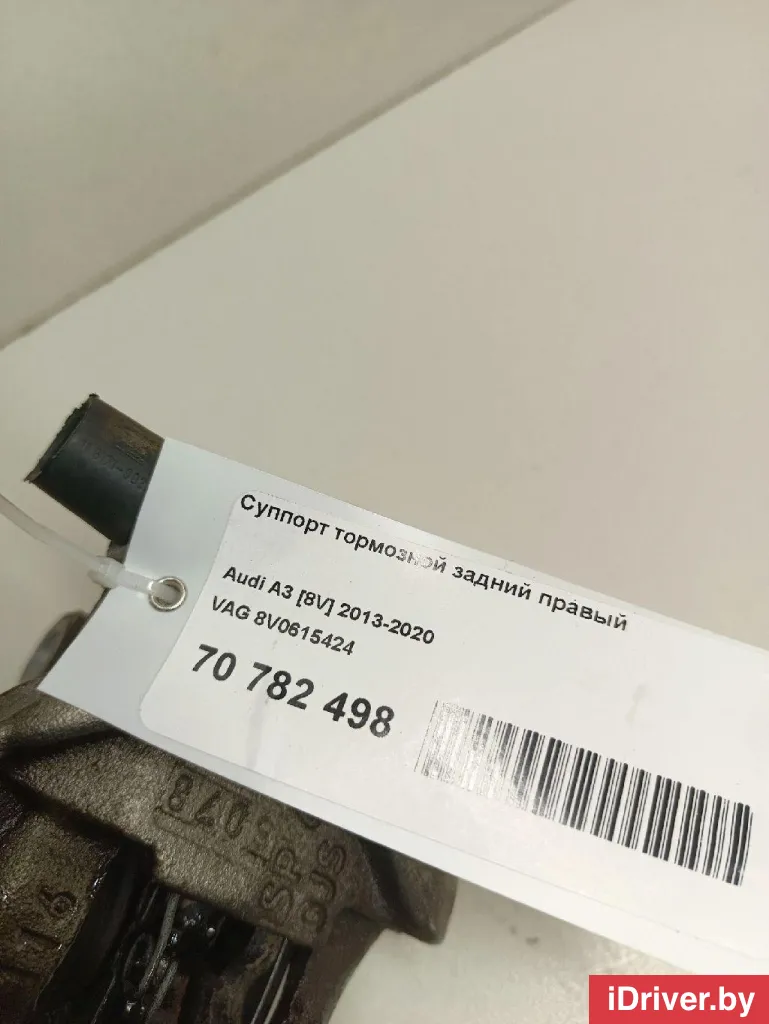 Суппорт тормозной задний правый
Audi A3 [8V] 2013-2020
VAG 8V0615424
70 782 498
iDriver.by